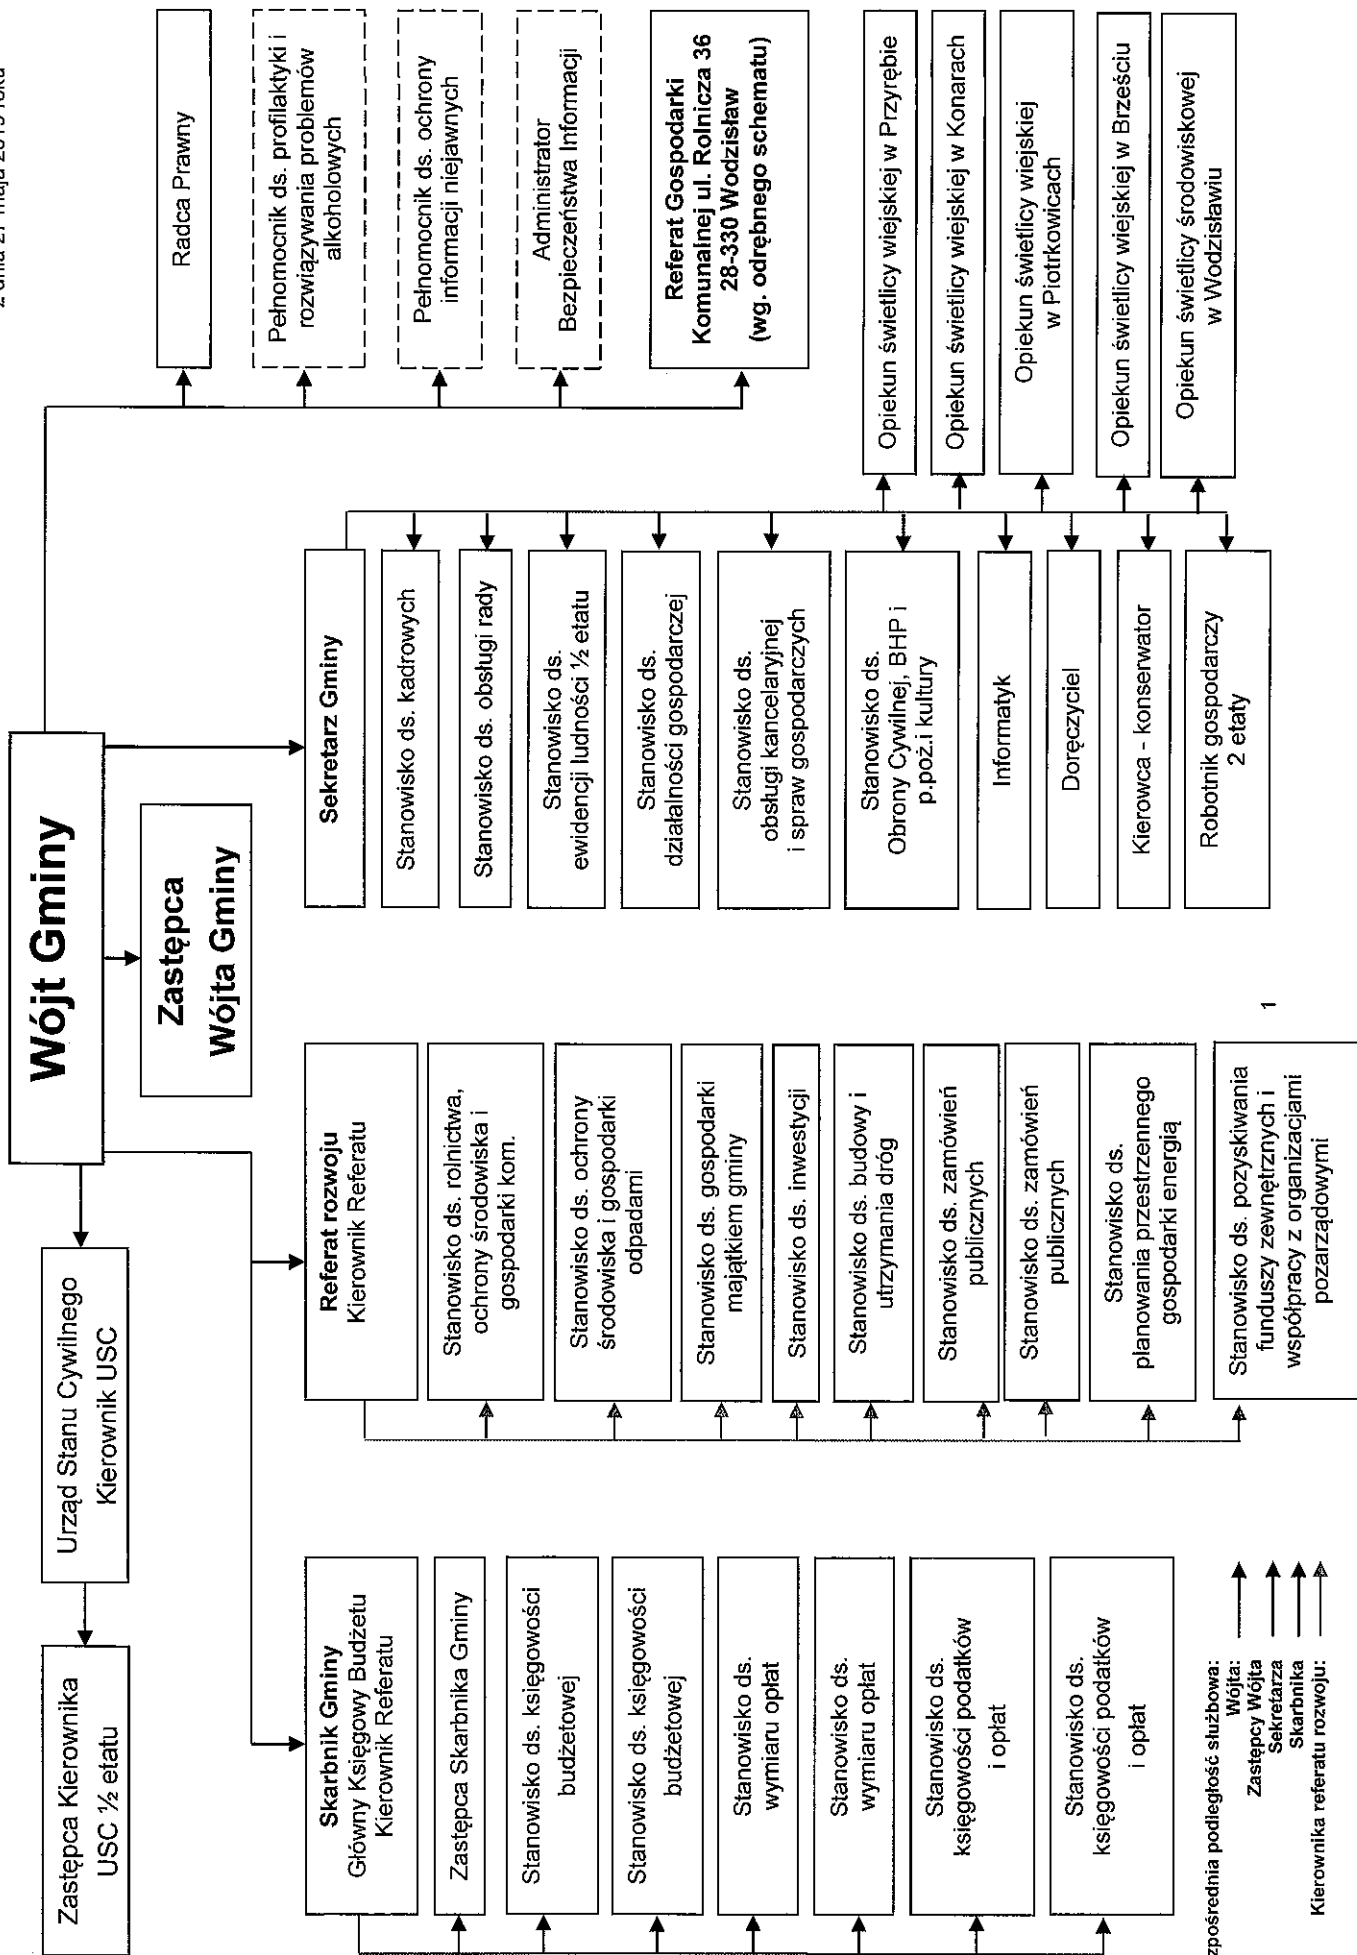 z dnia 27 maja 2015 roku
Wójt Gminy
Zastępca
Wójta Gminy
Urząd Stanu Cywilnego
Kierownik USC
Zastępca Kierownika
USC ½ etatu
Radca Prawny
Pełnomocnik ds. profilaktyki i
rozwiązywania problemów
alkoholowych
Pełnomocnik ds. ochrony
informacji niejawnych
Administrator
Bezpieczeństwa Informacji
Referat Gospodarki
Komunalnej ul. Rolnicza 36
28-330 Wodzisław
(wg. odrębnego schematu)
Skarbnik Gminy
Główny Księgowy Budżetu
Kierownik Referatu
Zastępca Skarbnika Gminy
Stanowisko ds. księgowości
budżetowej
Stanowisko ds. księgowości
budżetowej
Stanowisko ds.
wymiaru opłat
Stanowisko ds.
wymiaru opłat
Stanowisko ds.
księgowości podatków
i opłat
Stanowisko ds.
księgowości podatków
i opłat
Referat rozwoju
Kierownik Referatu
Stanowisko ds. rolnictwa,
ochrony środowiska i
gospodarki kom.
Stanowisko ds. ochrony
środowiska i gospodarki
odpadami
Stanowisko ds. gospodarki
majątkiem gminy
Stanowisko ds. inwestycji
Stanowisko ds. budowy i
utrzymania dróg
Stanowisko ds. zamówień
publicznych
Stanowisko ds. zamówień
publicznych
Stanowisko ds.
planowania przestrzennego
gospodarki energią
Stanowisko ds. pozyskiwania
funduszy zewnętrznych i
współpracy z organizacjami
pozarządowymi
Sekretarz Gminy
Stanowisko ds. kadrowych
Stanowisko ds. obsługi rady
Stanowisko ds.
ewidencji ludności ½ etatu
Stanowisko ds.
działalności gospodarczej
Stanowisko ds.
obsługi kancelaryjnej
i spraw gospodarczych
Stanowisko ds.
Obrony Cywilnej, BHP i
p.poż.i kultury
Informatyk
Doręczyciel
Kierowca - konserwator
Robotnik gospodarczy
2 etaty
Opiekun świetlicy wiejskiej w Przyrębie
Opiekun świetlicy wiejskiej w Konarach
Opiekun świetlicy wiejskiej
w Piotrkowicach
Opiekun świetlicy wiejskiej w Brześciu
Opiekun świetlicy środowiskowej
w Wodzisławiu
zpośrednia podległość służbowa:
Wójta:
Zastępcy Wójta
Sekretarza
Skarbnika
Kierownika referatu rozwoju:
1